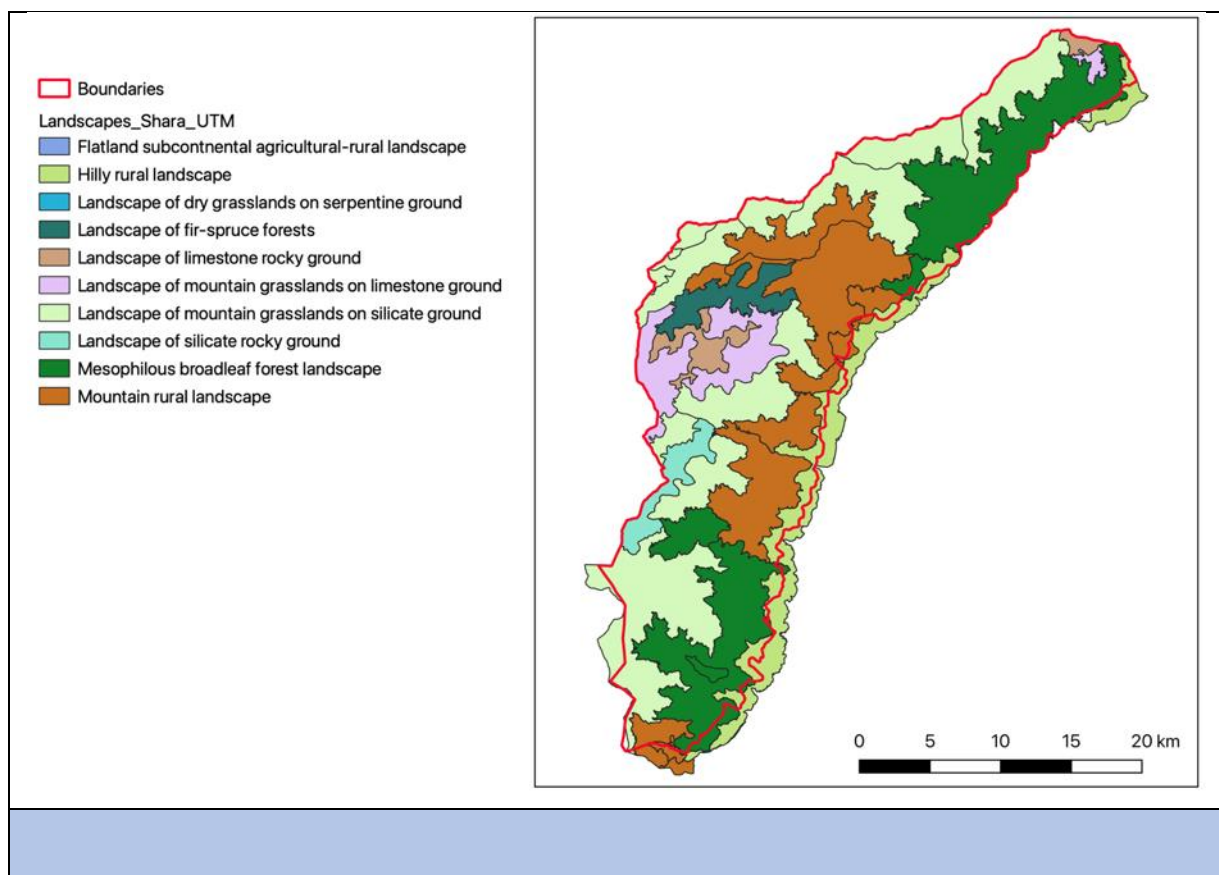 Boundaries
Landscapes_Shara_UTM
Flatland subcontnental agricultural-rural landscape
Hilly rural landscape
Landscape of dry grasslands on serpentine ground
Landscape of fir-spruce forests
Landscape of limestone rocky ground
Landscape of mountain grasslands on limestone ground
Landscape of mountain grasslands on silicate ground
Landscape of silicate rocky ground
Mesophilous broadleaf forest landscape
Mountain rural landscape
0 5 10 15 20 km